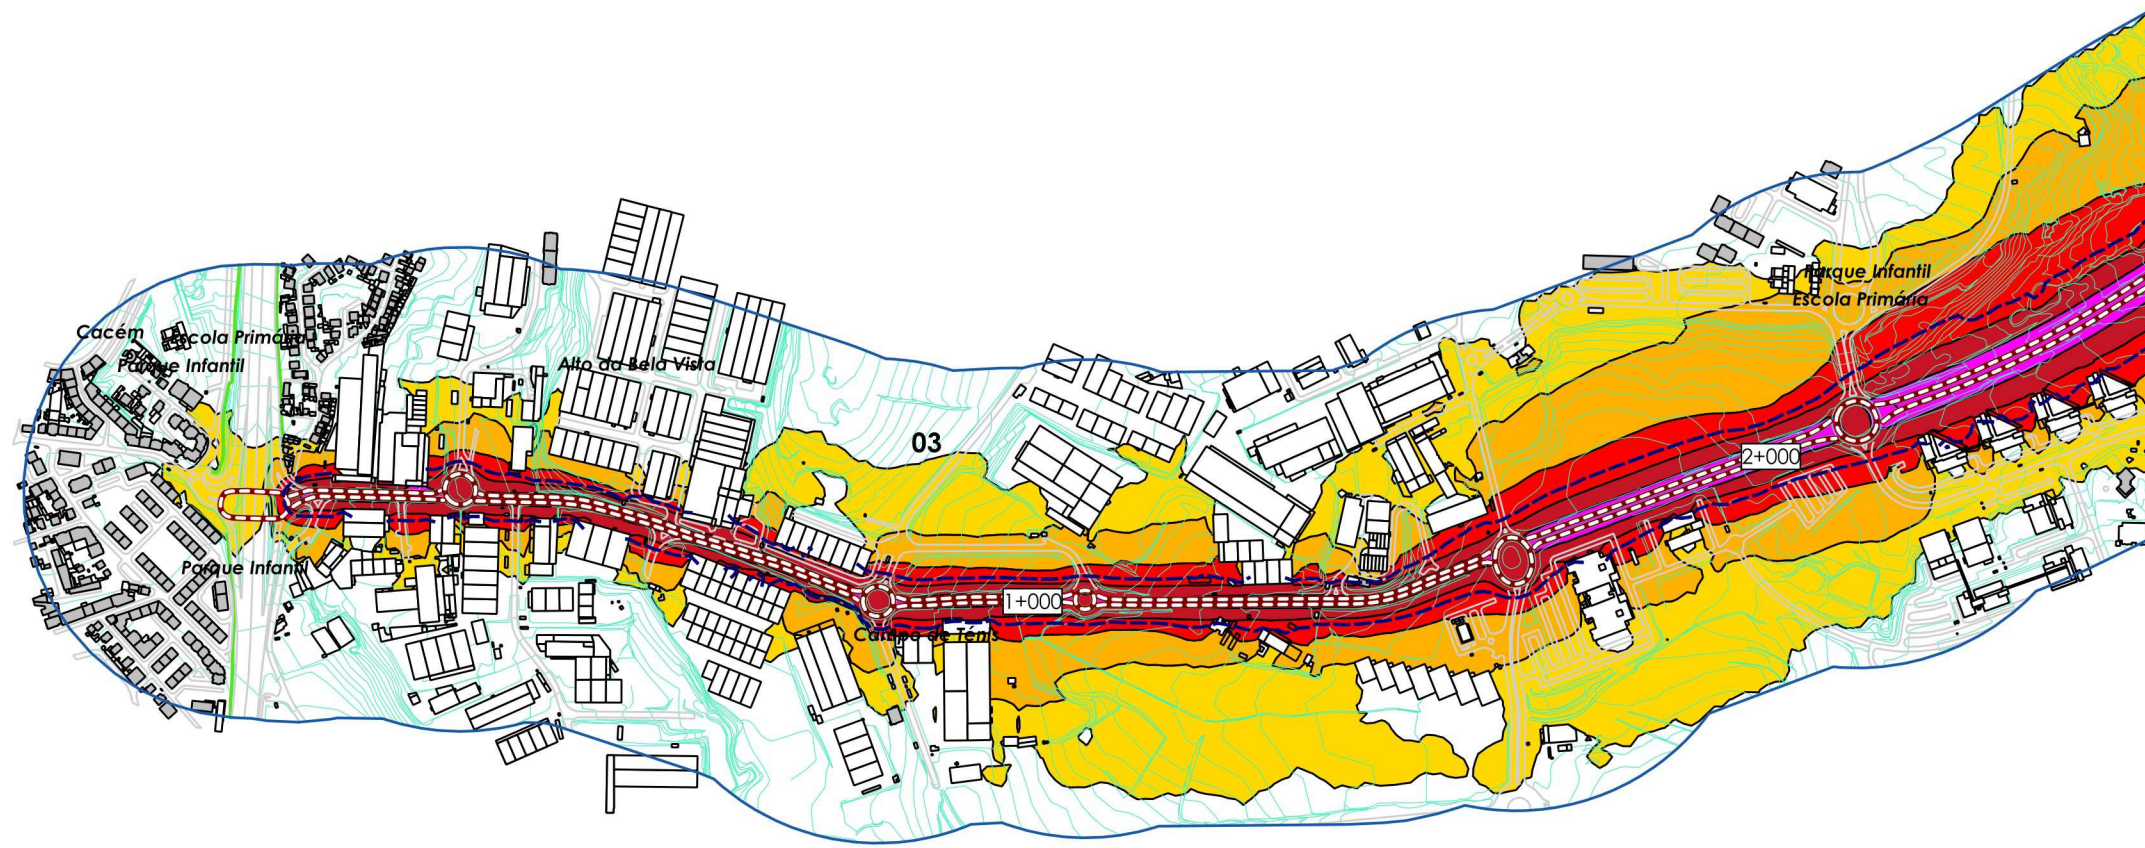 Parque Infantil
Escola Primária
Cacém
Escola Primária
Parque Infantil
Alto da Bela Vista
03
2+000
Parque Infantil
1+000
Campo de Ténis